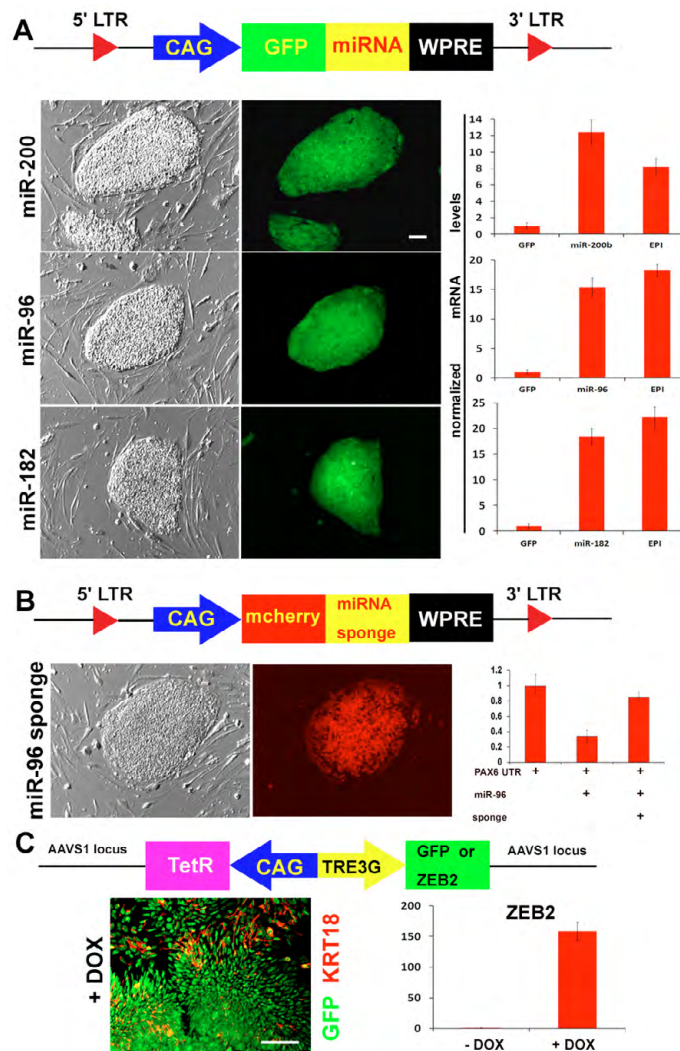 A
5' LTR
3' LTR
CAG
GFP
miRNA
WPRE
miR-200
miR-96
miR-182
normalized mRNA levels
14
12
10
8
6
4
2
0
GFP
miR-200b
EPI
20
15
10
5
0
GFP
miR-96
EPI
25
20
15
10
5
0
GFP
miR-182
EPI
B
5' LTR
3' LTR
CAG
mcherry
miRNA
sponge
WPRE
miR-96 sponge
1.2
1
0.8
0.6
0.4
0.2
0
PAX6 UTR + + +
miR-96 + +
sponge +
C
AAVS1 locus
TetR
CAG
TRE3G
GFP or
ZEB2
AAVS1 locus
+ DOX
GFP KRT18
ZEB2
200
150
100
50
0
- DOX
+ DOX